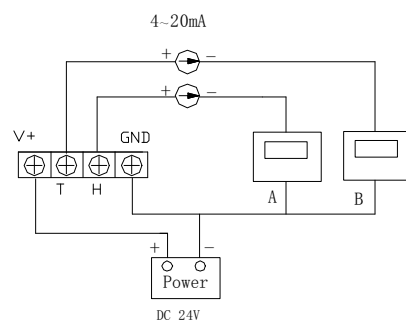 4~20mA
+ −
+ −
V+ GND
T H
A B
+ −
Power
DC 24V